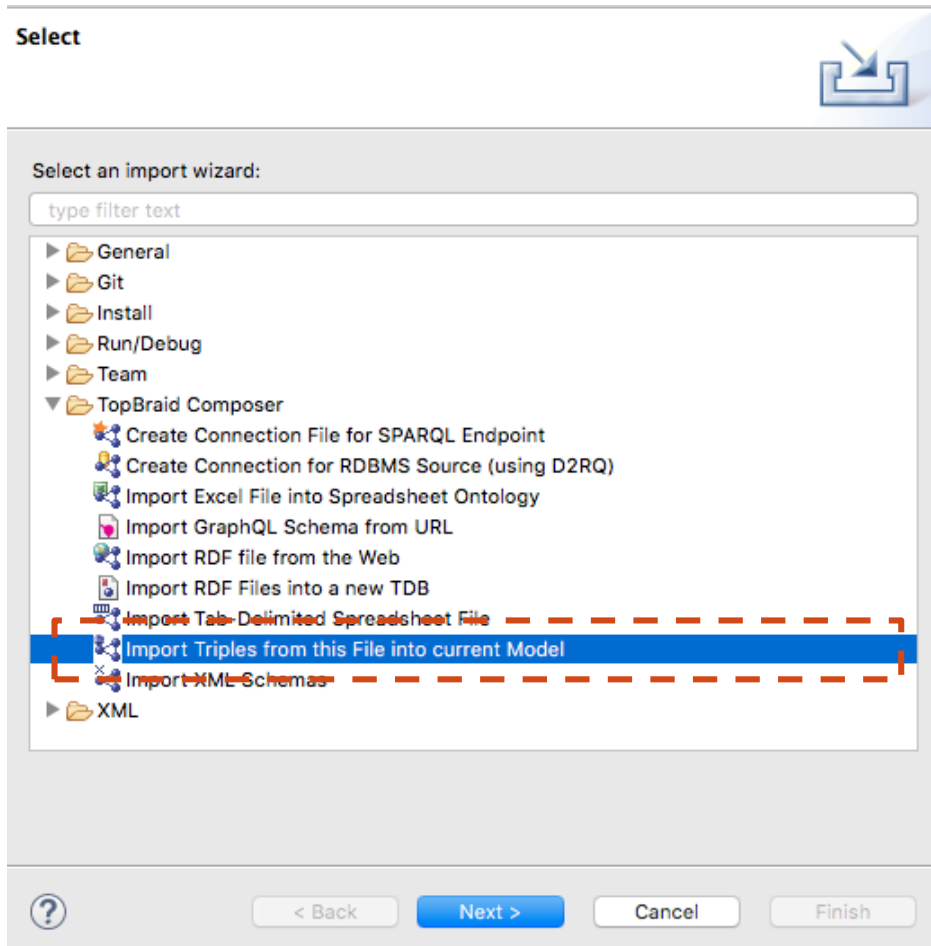 Select
Select an import wizard:
type filter text
General
Git
Install
Run/Debug
Team
TopBraid Composer
Create Connection File for SPARQL Endpoint
Create Connection for RDBMS Source (using D2RQ)
Import Excel File into Spreadsheet Ontology
Import GraphQL Schema from URL
Import RDF file from the Web
Import RDF Files into a new TDB
Import Tab-Delimited Spreadsheet File
Import Triples from this File into current Model
Import XML Schemas
XML
?
< Back
Next >
Cancel
Finish